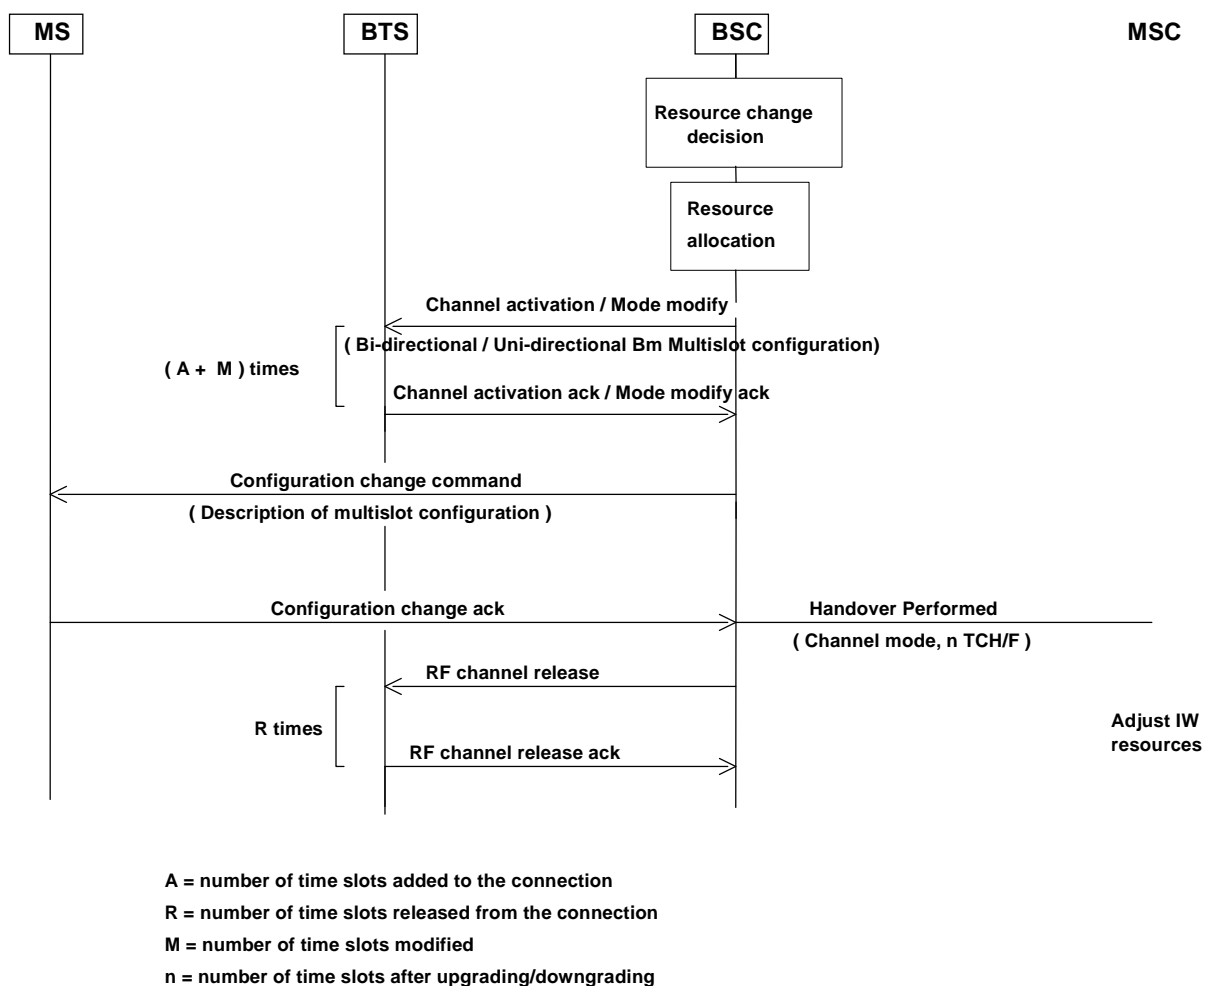 MS
BTS
BSC
MSC
Resource change
decision
Resource
allocation
Channel activation / Mode modify
( Bi-directional / Uni-directional Bm Multislot configuration)
( A + M ) times
Channel activation ack / Mode modify ack
Configuration change command
( Description of multislot configuration )
Configuration change ack
Handover Performed
( Channel mode, n TCH/F )
RF channel release
R times
Adjust IW
resources
RF channel release ack
A = number of time slots added to the connection
R = number of time slots released from the connection
M = number of time slots modified
n = number of time slots after upgrading/downgrading